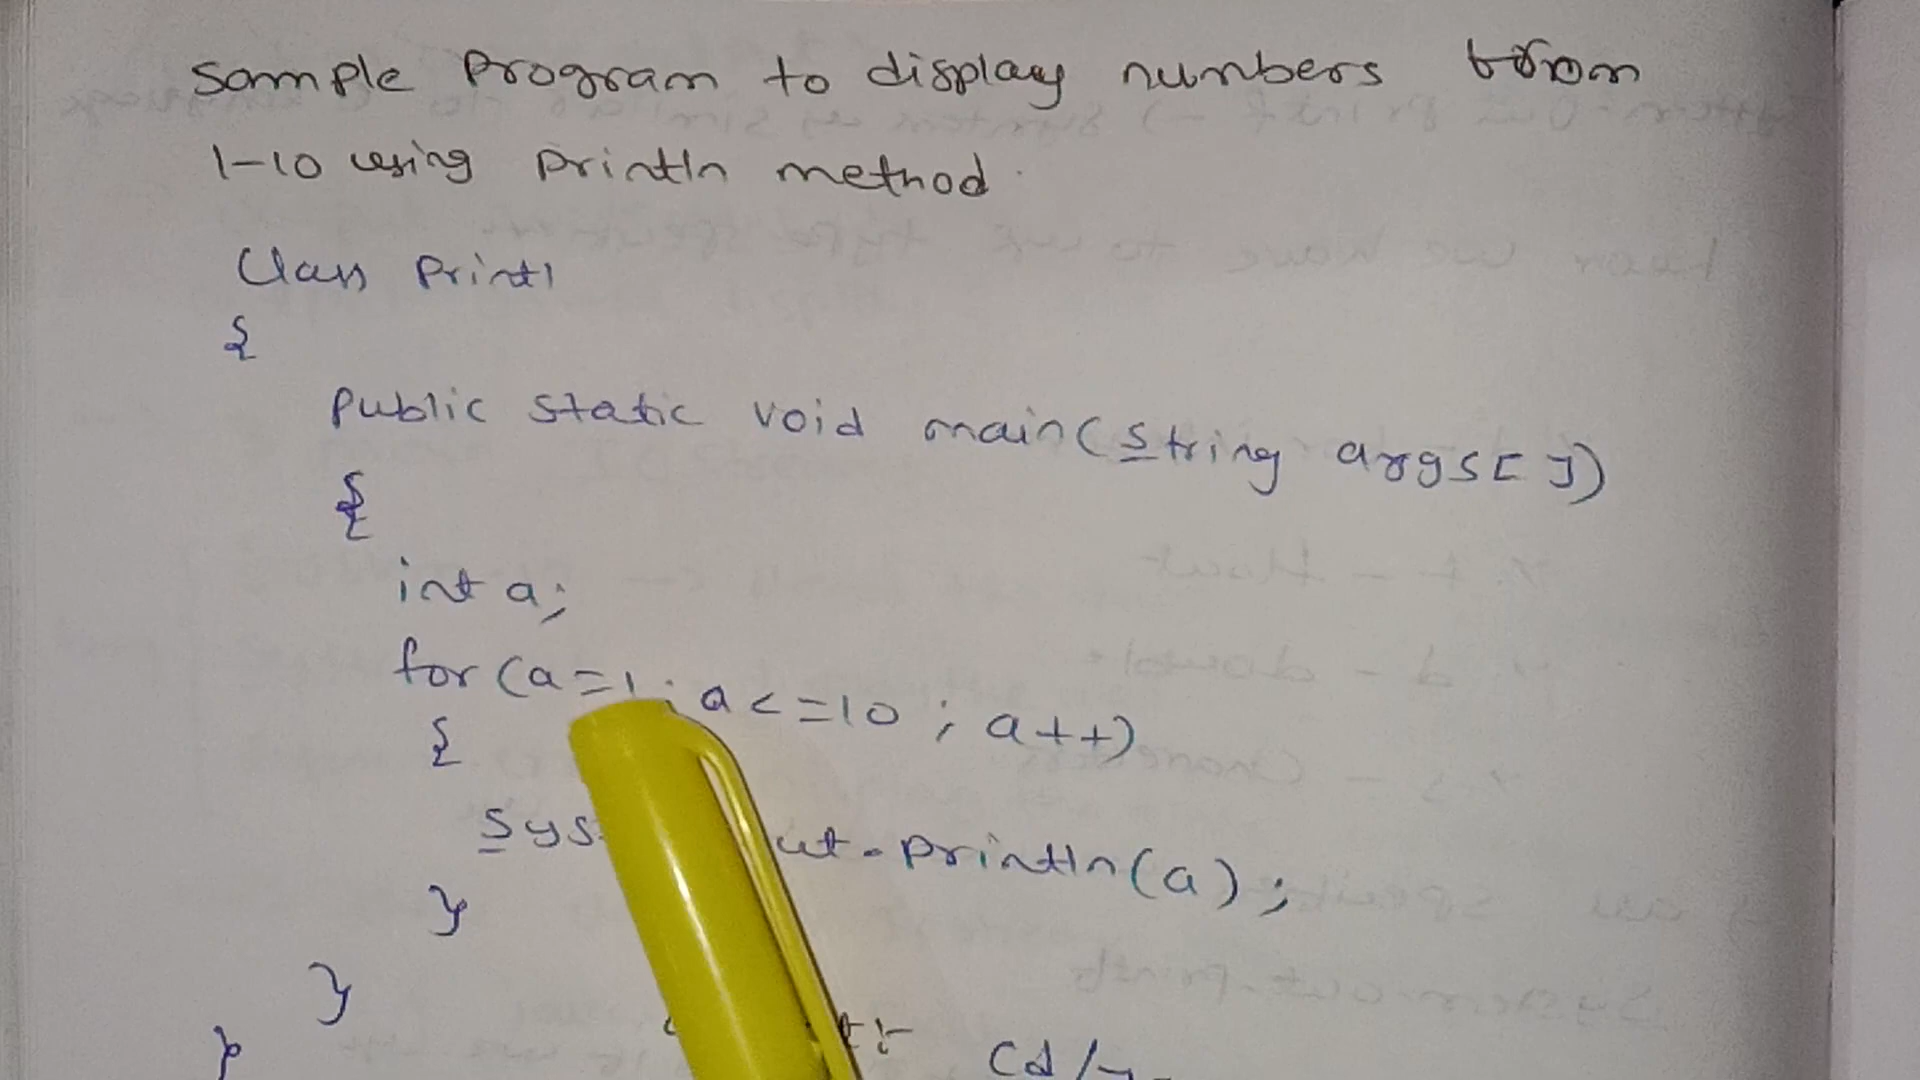 Sample Program to display numbers from
1-10 using println method
Class Print1
{
Public static void main(String args[])
{
int a;
for(a=1;a<=10;a++)
{
Sys ut.println(a);
}
}
}
cd